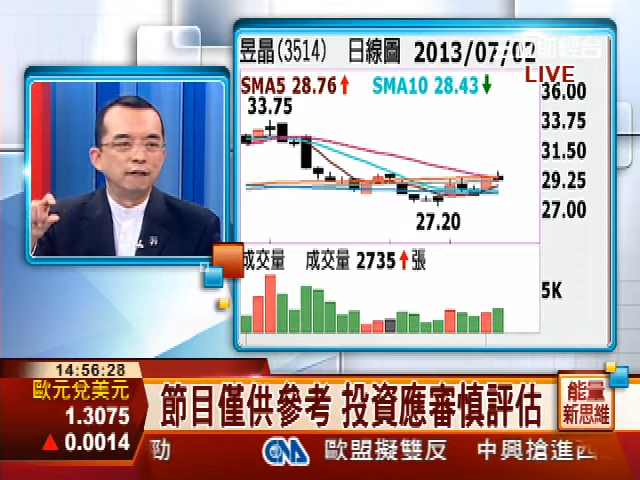 昱晶(3514) 日線圖 2013/07/02
LIVE
SMA5 28.76 SMA10 28.43
36.00
33.75
33.75
31.50
29.25
27.00
27.20
成交量 成交量 2735 張
5K
14:56:28
歐元兌美元
1.3075
0.0014
節目僅供參考 投資應審慎評估
能量
新思維
勁 CNA 歐盟擬雙反 中興搶進西